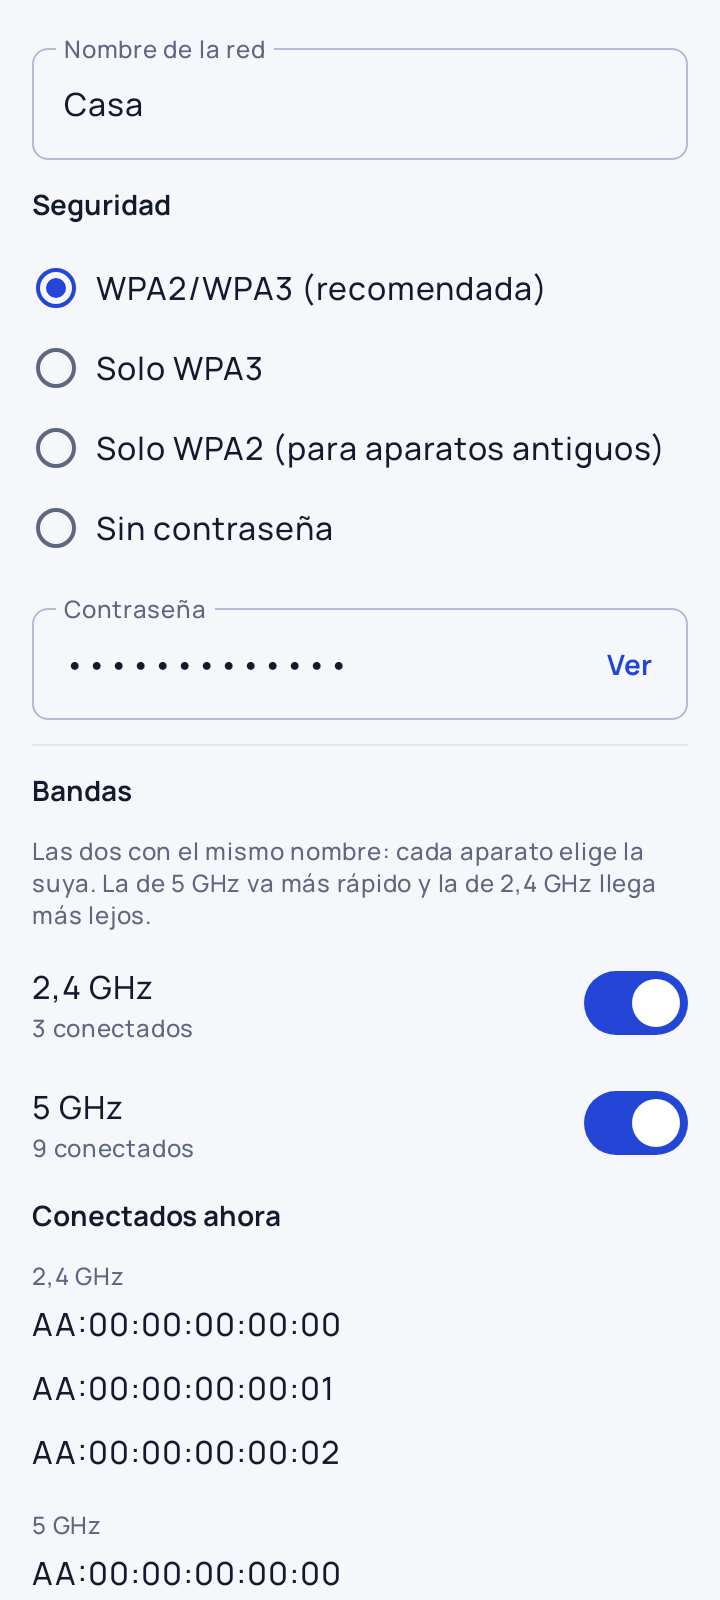 Nombre de la red
Casa
Seguridad
WPA2/WPA3 (recomendada)
Solo WPA3
Solo WPA2 (para aparatos antiguos)
Sin contraseña
Contraseña
•••••••••••••
Ver
Bandas
Las dos con el mismo nombre: cada aparato elige la
suya. La de 5 GHz va más rápido y la de 2,4 GHz llega
más lejos.
2,4 GHz
3 conectados
5 GHz
9 conectados
Conectados ahora
2,4 GHz
AA:00:00:00:00:00
AA:00:00:00:00:01
AA:00:00:00:00:02
5 GHz
AA:00:00:00:00:00